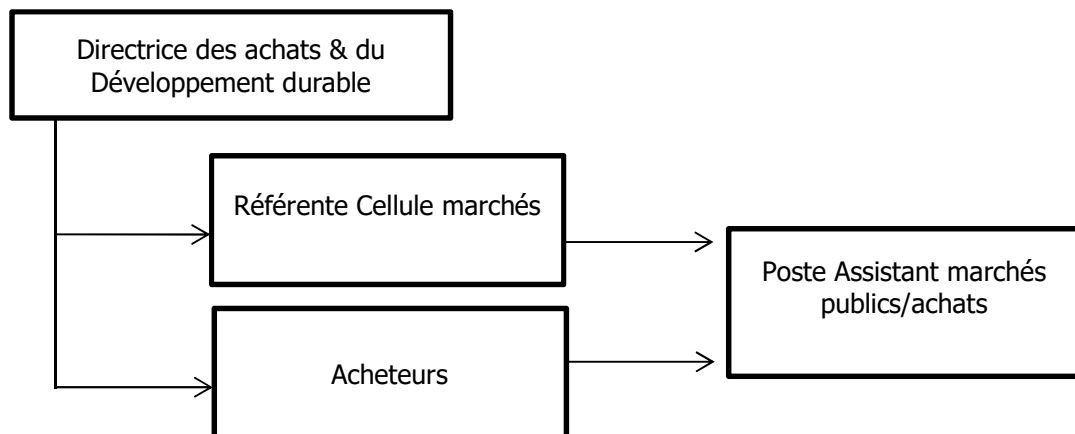 Directrice des achats & du
Développement durable
Référente Cellule marchés
Poste Assistant marchés
publics/achats
Acheteurs